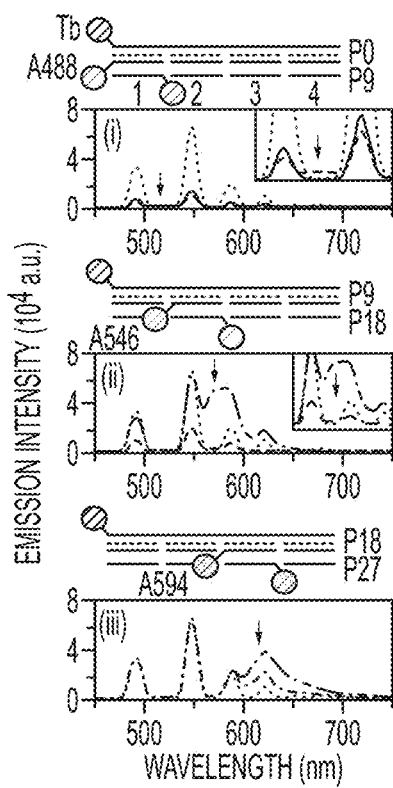 Tb
P0
A488
P9
1 2 3 4
8
(i)
4
0
500 600 700
P9
P18
A546
8
(ii)
4
0
500 600 700
P18
P27
A594
8
(iii)
4
0
500 600 700
EMISSION INTENSITY (10⁴ a.u.)
WAVELENGTH (nm)